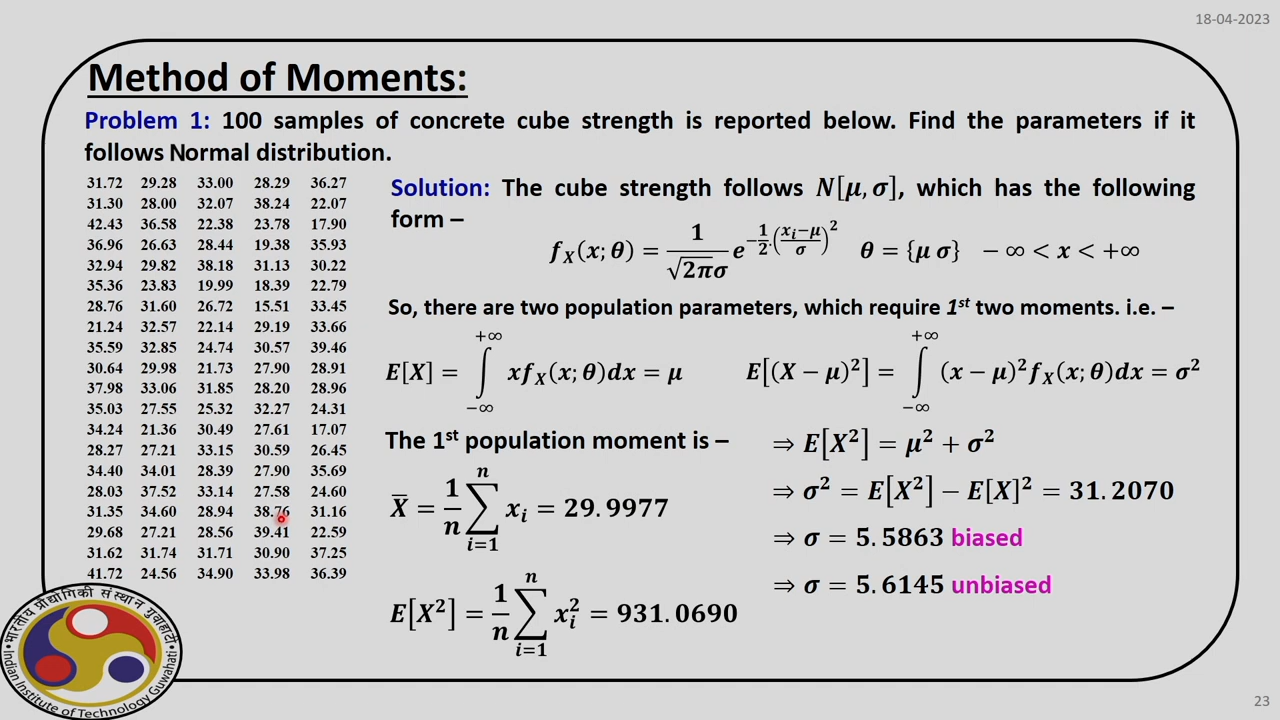 18-04-2023
Method of Moments:
Problem 1: 100 samples of concrete cube strength is reported below. Find the parameters if it
follows Normal distribution.
31.72 29.28 33.00 28.29 36.27
31.30 28.00 32.07 38.24 22.07
42.43 36.58 22.38 23.78 17.90
36.96 26.63 28.44 19.38 35.93
32.94 29.82 38.18 31.13 30.22
35.36 23.83 19.99 18.39 22.79
28.76 31.60 26.72 15.51 33.45
21.24 32.57 22.14 29.19 33.66
35.59 32.85 24.74 30.57 39.46
30.64 29.98 21.73 27.90 28.91
37.98 33.06 31.85 28.20 28.96
35.03 27.55 25.32 32.27 24.31
34.24 21.36 30.49 27.61 17.07
28.27 27.21 33.15 30.59 26.45
34.40 34.01 28.39 27.90 35.69
28.03 37.52 33.14 27.58 24.60
31.35 34.60 28.94 38.76 31.16
29.68 27.21 28.56 39.41 22.59
31.62 31.74 31.71 30.90 37.25
41.72 24.56 34.90 33.98 36.39
Solution: The cube strength follows N[μ, σ], which has the following
form –
f_X(x; θ) = 1/(√2π σ) e^{-1/2·((x_i−μ)/σ)^2} θ = {μ σ} −∞ < x < +∞
So, there are two population parameters, which require 1st two moments. i.e. –
E[X] = ∫_{−∞}^{+∞} x f_X(x; θ)dx = μ
E[(X − μ)²] = ∫_{−∞}^{+∞} (x − μ)² f_X(x; θ)dx = σ²
The 1st population moment is –
X̄ = 1/n ∑_{i=1}^{n} x_i = 29.9977
E[X²] = 1/n ∑_{i=1}^{n} x_i² = 931.0690
⇒ E[X²] = μ² + σ²
⇒ σ² = E[X²] − E[X]² = 31.2070
⇒ σ = 5.5863 biased
⇒ σ = 5.6145 unbiased
भारतीय प्रौद्योगिकी संस्थान गुवाहाटी
Indian Institute of Technology Guwahati
23